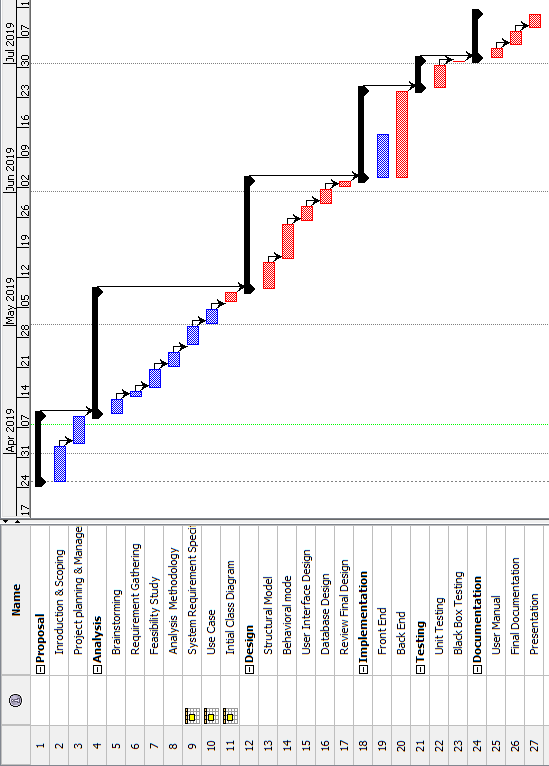 Name
Apr 2019 May 2019 Jun 2019 Jul 2019
17 24 31 07 14 21 28 05 12 19 26 02 09 16 23 30 07 1
1 Proposal
2 Inroduction & Scoping
3 Project planning & Manage
4 Analysis
5 Brainstorming
6 Requirement Gathering
7 Feasibility Study
8 Analysis Methodology
9 System Requirement Speci
10 Use Case
11 Intial Class Diagram
12 Design
13 Structural Model
14 Behavioral mode
15 User Interface Design
16 Database Design
17 Review Final Design
18 Implementation
19 Front End
20 Back End
21 Testing
22 Unit Testing
23 Black Box Testing
24 Documentation
25 User Manual
26 Final Documentation
27 Presentation